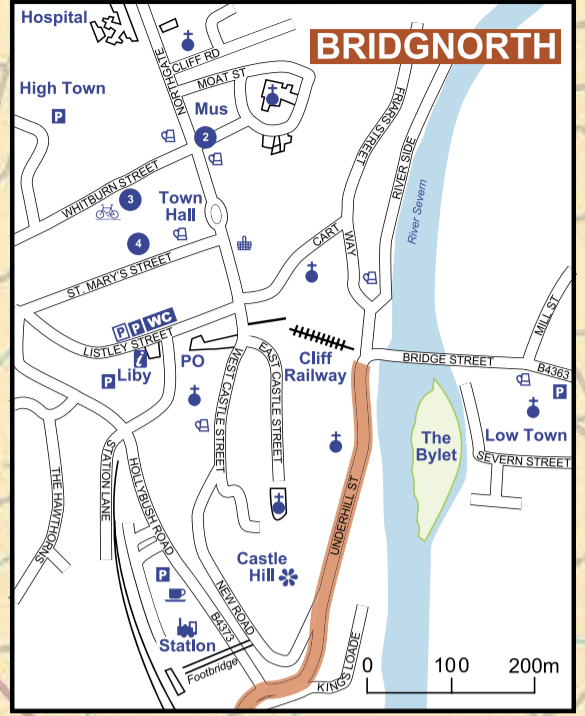 BRIDGNORTH
Hospital
CLIFF RD
MOAT ST
NORTHGATE
High Town
P
Mus
2
FRIARS STREET
RIVER SIDE
River Severn
WHITBURN STREET
3
Town
Hall
4
CART
WAY
ST. MARY'S STREET
MILL ST
P P WC
LISTLEY STREET
i
Liby
P
PO
WEST CASTLE STREET
EAST CASTLE STREET
Cliff
Railway
BRIDGE STREET
B4363
P
Low Town
The
Bylet
SEVERN STREET
THE HAWTHORNS
STATION LANE
HOLLYBUSH ROAD
UNDERHILL ST
Castle
Hill
P
NEW ROAD
B4373
Station
Footbridge
KINGS LOADE
0 100 200m